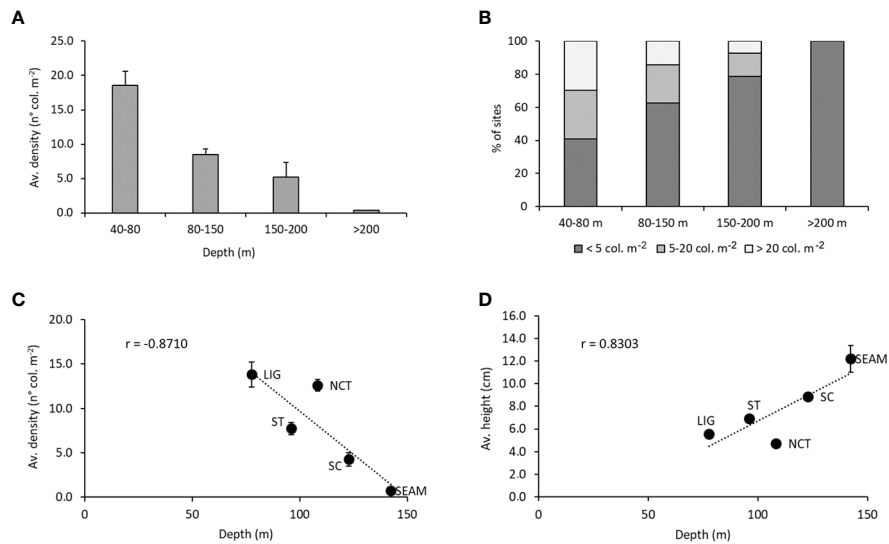 A
Av. density (n° col. m⁻²)
25.0
20.0
15.0
10.0
5.0
0.0
40-80
80-150
150-200
>200
Depth (m)
B
% of sites
100
80
60
40
20
0
40-80 m
80-150 m
150-200 m
>200 m
< 5 col. m⁻²
5-20 col. m⁻²
> 20 col. m⁻²
C
Av. density (n° col. m⁻²)
20.0
15.0
10.0
5.0
0.0
r = -0.8710
LIG
NCT
ST
SC
SEAM
0
50
100
150
Depth (m)
D
Av. height (cm)
16.0
14.0
12.0
10.0
8.0
6.0
4.0
2.0
0.0
r = 0.8303
SEAM
SC
ST
LIG
NCT
0
50
100
150
Depth (m)